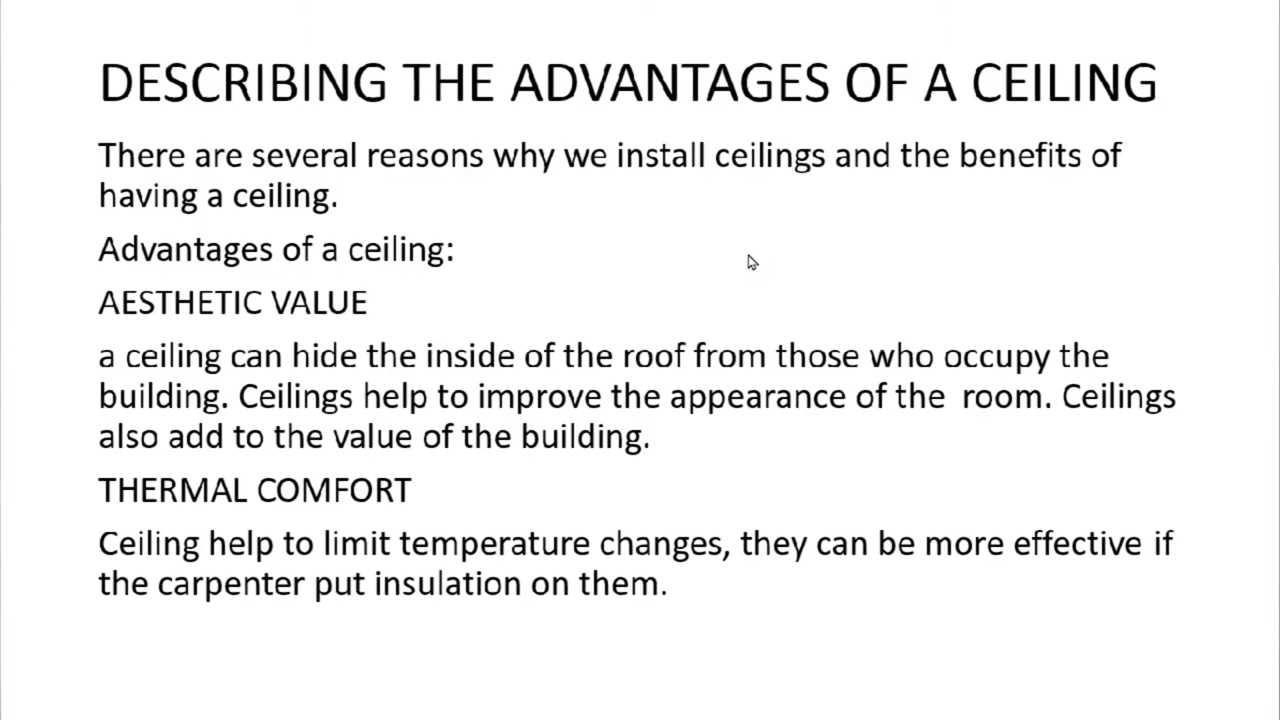 DESCRIBING THE ADVANTAGES OF A CEILING
There are several reasons why we install ceilings and the benefits of
having a ceiling.
Advantages of a ceiling:
AESTHETIC VALUE
a ceiling can hide the inside of the roof from those who occupy the
building. Ceilings help to improve the appearance of the  room. Ceilings
also add to the value of the building.
THERMAL COMFORT
Ceiling help to limit temperature changes, they can be more effective if
the carpenter put insulation on them.